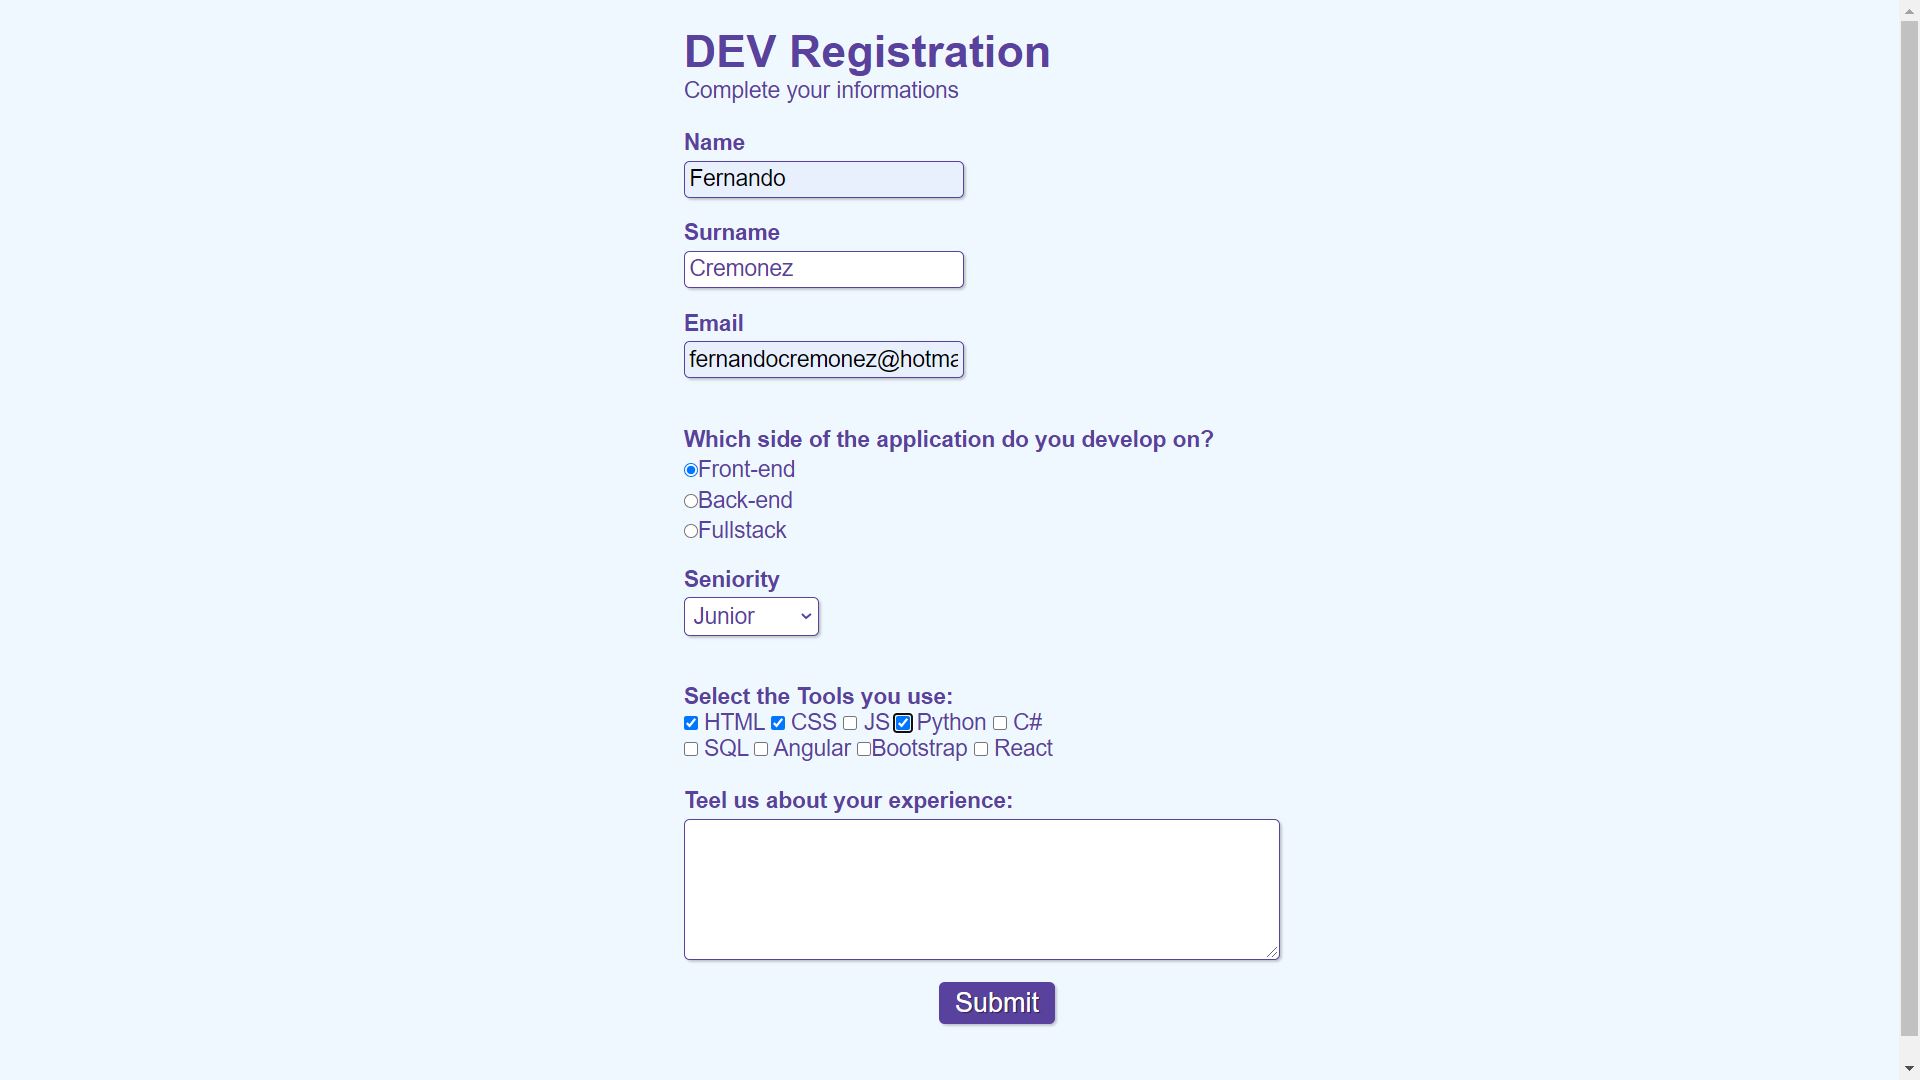 DEV Registration
Complete your informations
Name
Fernando
Surname
Cremonez
Email
fernandocremonez@hotma
Which side of the application do you develop on?
Front-end
Back-end
Fullstack
Seniority
Junior
Select the Tools you use:
HTML CSS JS Python C#
SQL Angular Bootstrap React
Teel us about your experience:
Submit